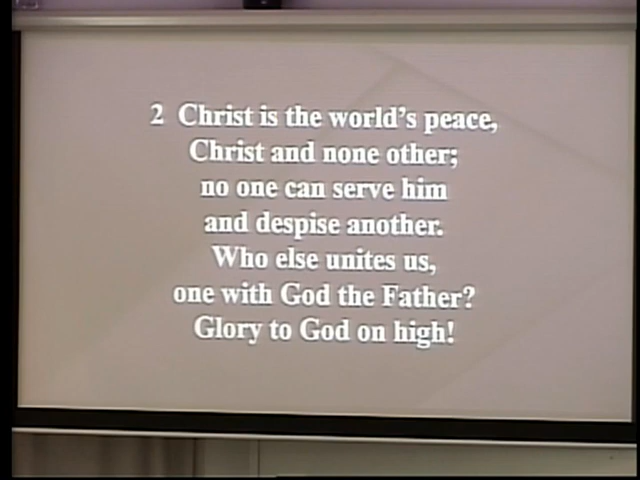 2 Christ is the world's peace,
Christ and none other;
no one can serve him
and despise another.
Who else unites us,
one with God the Father?
Glory to God on high!